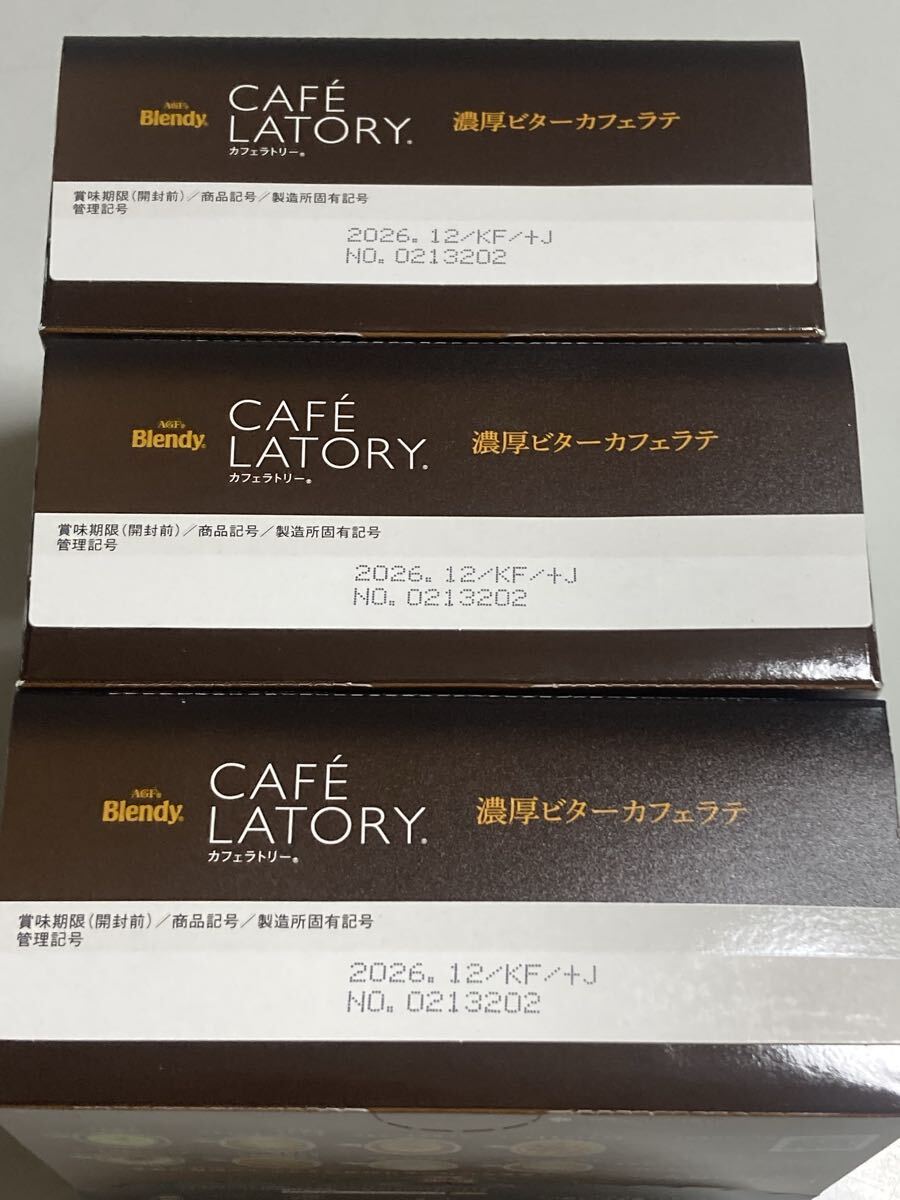 AGF®
Blendy®
CAFÉ
LATORY®
カフェラトリー®
濃厚ビターカフェラテ
賞味期限(開封前)/商品記号/製造所固有記号
管理記号
2026. 12/KF/+J
NO. 0213202
AGF®
Blendy®
CAFÉ
LATORY®
カフェラトリー®
濃厚ビターカフェラテ
賞味期限(開封前)/商品記号/製造所固有記号
管理記号
2026. 12/KF/+J
NO. 0213202
AGF®
Blendy®
CAFÉ
LATORY®
カフェラトリー®
濃厚ビターカフェラテ
賞味期限(開封前)/商品記号/製造所固有記号
管理記号
2026. 12/KF/+J
NO. 0213202